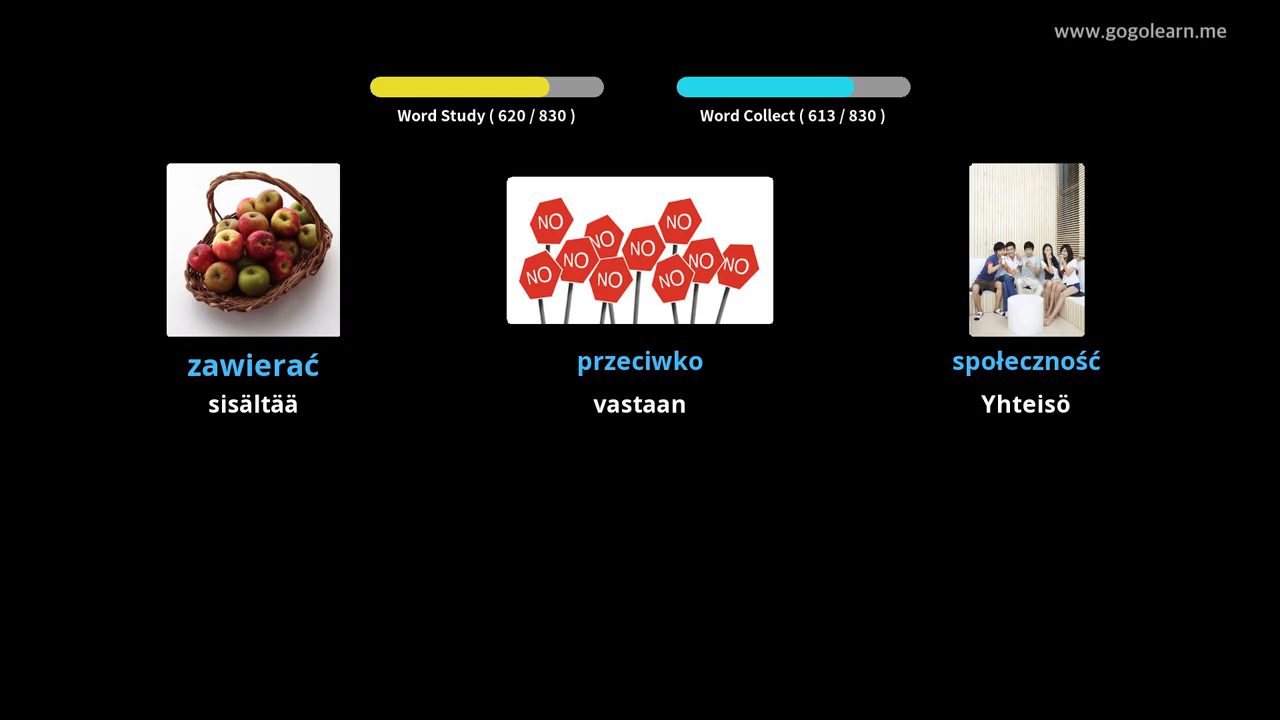 www.gogolearn.me
Word Study ( 620 / 830 )
Word Collect ( 613 / 830 )
NO
NO
NO
NO
NO
NO
NO
NO
NO
NO
zawierać
przeciwko
społeczność
sisältää
vastaan
Yhteisö